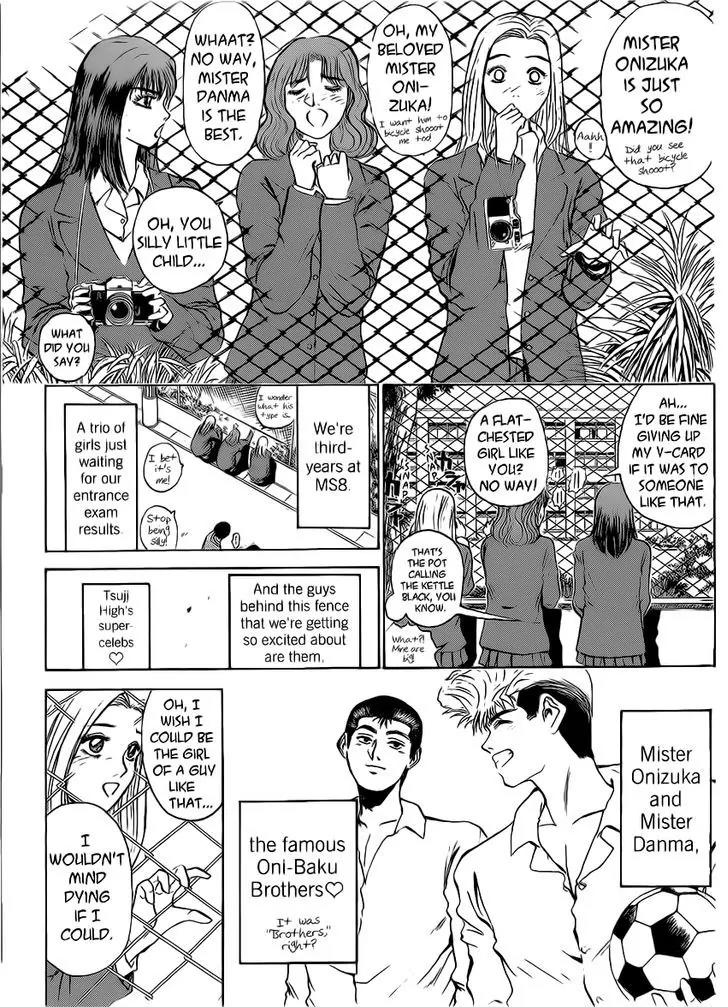 MISTER
ONIZUKA
IS JUST
SO
AMAZING!
Did you see
that bicycle
shooot?
Aahh
!
OH, MY
BELOVED
MISTER
ONI-
ZUKA!
I want him to
bicycle shooot
me too!
WHAAT?
NO WAY,
MISTER
DANMA
IS THE
BEST.
OH, YOU
SILLY LITTLE
CHILD...
WHAT
DID YOU
SAY?
AH...
I'D BE FINE
GIVING UP
MY V-CARD
IF IT WAS TO
SOMEONE
LIKE THAT.
A FLAT-
CHESTED
GIRL LIKE
YOU?
NO WAY!
THAT'S
THE POT
CALLING
THE KETTLE
BLACK, YOU
KNOW.
What?!
Mine are
big!
We're
third-
years at
MS8.
I wonder
what his
type is.
I bet
it's
me!
Stop
being
silly!
A trio of
girls just
waiting
for our
entrance
exam
results.
And the guys
behind this fence
that we're getting
so excited about
are them,
Tsuji
High's
super-
celebs
♡
Mister
Onizuka
and
Mister
Danma,
the famous
Oni-Baku
Brothers♡
It was
"Brothers,"
right?
OH, I
WISH I
COULD BE
THE GIRL
OF A GUY
LIKE
THAT...
I
WOULDN'T
MIND
DYING
IF I
COULD.